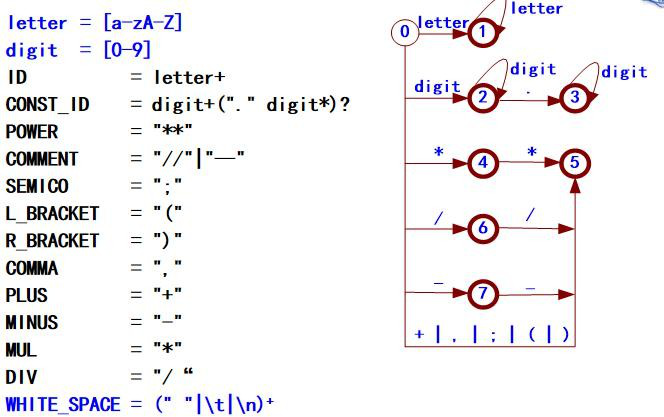 letter = [a-zA-Z]
digit = [0-9]
ID = letter+
CONST_ID = digit+("." digit*)?
POWER = "**"
COMMENT = "//"|"--"
SEMICO = ";"
L_BRACKET = "("
R_BRACKET = ")"
COMMA = ","
PLUS = "+"
MINUS = "-"
MUL = "*"
DIV = "/ “
WHITE_SPACE = (" "|\t|\n)+
0 letter 1 letter
digit 2 digit . 3 digit
* 4 * 5
/ 6 /
- 7 -
+ | , | ; | ( | )